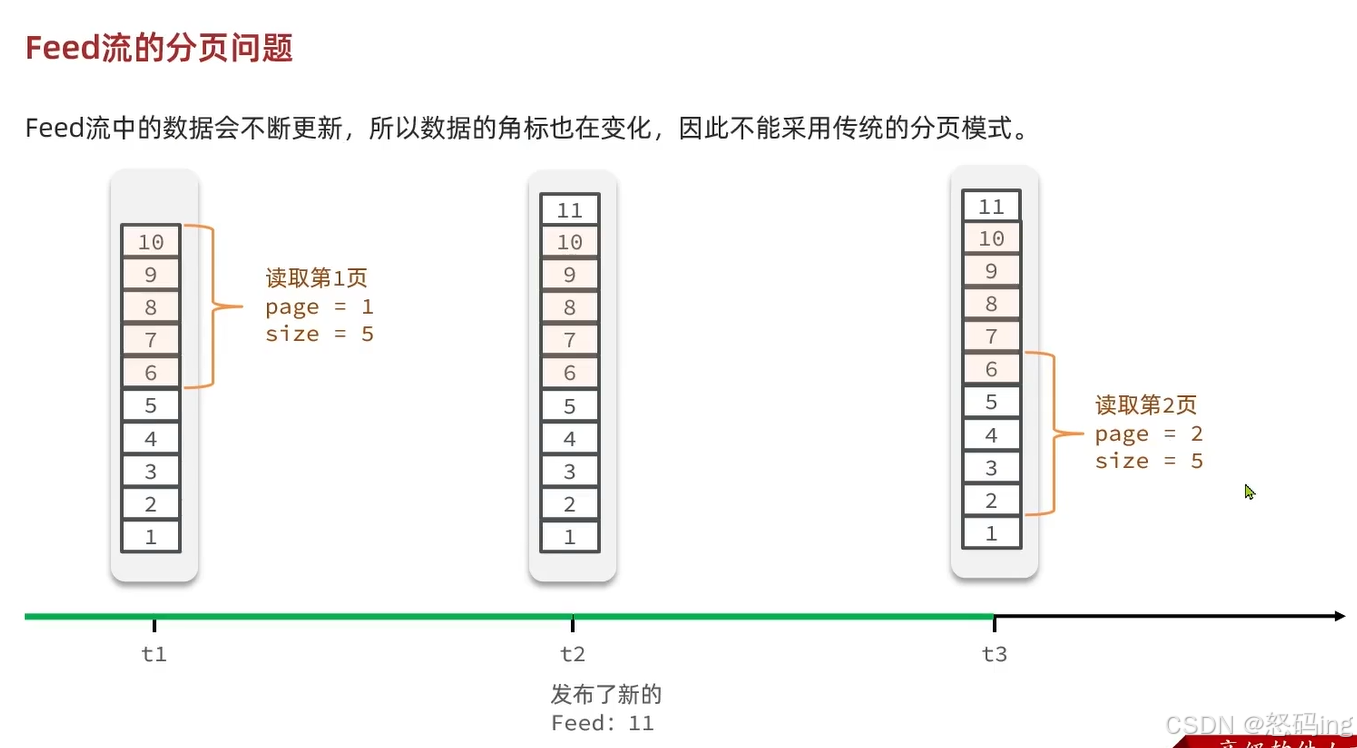 Feed流的分页问题
Feed流中的数据会不断更新，所以数据的角标也在变化，因此不能采用传统的分页模式。
10
9
8
7
6
5
4
3
2
1
读取第1页
page = 1
size = 5
11
10
9
8
7
6
5
4
3
2
1
11
10
9
8
7
6
5
4
3
2
1
读取第2页
page = 2
size = 5
t1
t2
t3
发布了新的
Feed：11
CSDN @怒码ing